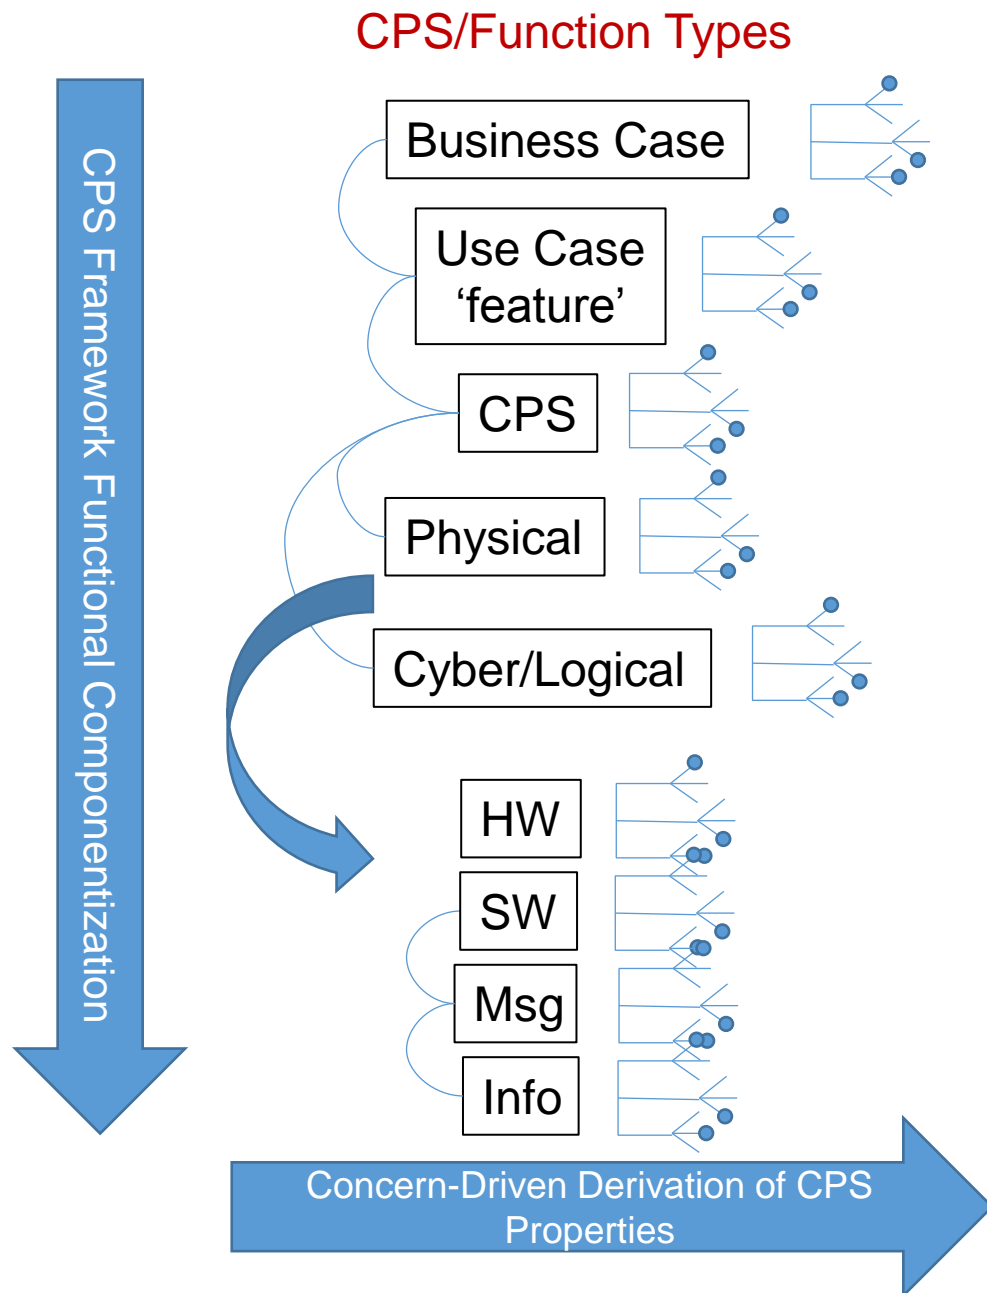 CPS/Function Types
CPS Framework Functional Componentization
Business Case
Use Case
‘feature’
CPS
Physical
Cyber/Logical
HW
SW
Msg
Info
Concern-Driven Derivation of CPS
Properties